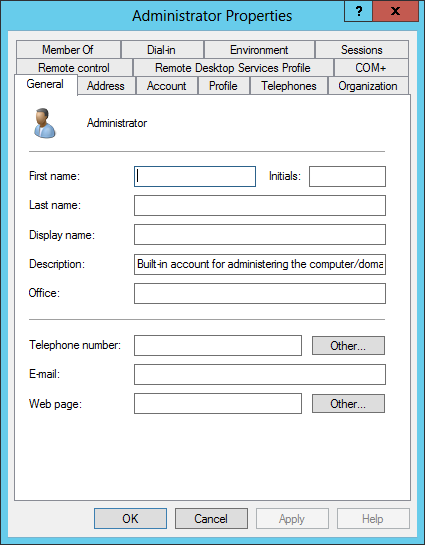 Administrator Properties
? x
Member Of Dial-in Environment Sessions
Remote control Remote Desktop Services Profile COM+
General Address Account Profile Telephones Organization
Administrator
First name: Initials:
Last name:
Display name:
Description: Built-in account for administering the computer/doma
Office:
Telephone number: Other...
E-mail:
Web page: Other...
OK Cancel Apply Help